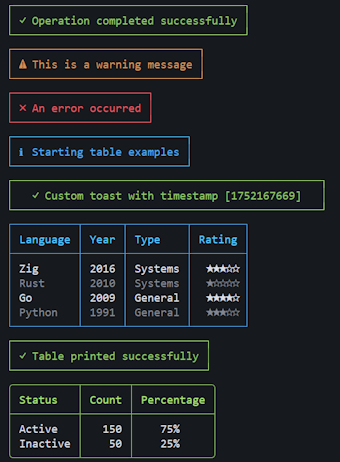 ✓ Operation completed successfully
▲ This is a warning message
✕ An error occurred
ℹ Starting table examples
✓ Custom toast with timestamp [1752167669]
Language Year Type Rating
Zig 2016 Systems ★★★☆☆
Rust 2010 Systems ★☆☆☆☆
Go 2009 General ★★★★☆
Python 1991 General ★★★☆☆
✓ Table printed successfully
Status Count Percentage
Active 150 75%
Inactive 50 25%